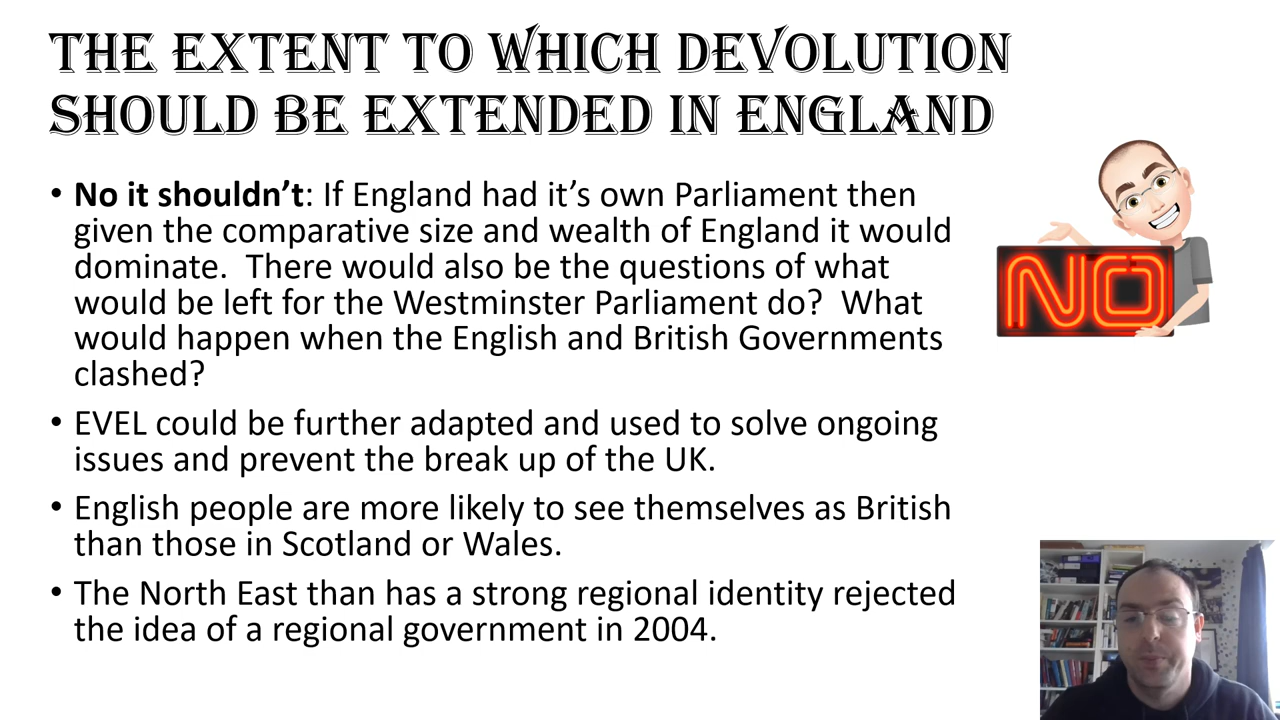 THE EXTENT TO WHICH DEVOLUTION
SHOULD BE EXTENDED IN ENGLAND
• No it shouldn’t: If England had it’s own Parliament then
given the comparative size and wealth of England it would
dominate.  There would also be the questions of what
would be left for the Westminster Parliament do?  What
would happen when the English and British Governments
clashed?
• EVEL could be further adapted and used to solve ongoing
issues and prevent the break up of the UK.
• English people are more likely to see themselves as British
than those in Scotland or Wales.
• The North East than has a strong regional identity rejected
the idea of a regional government in 2004.
NO